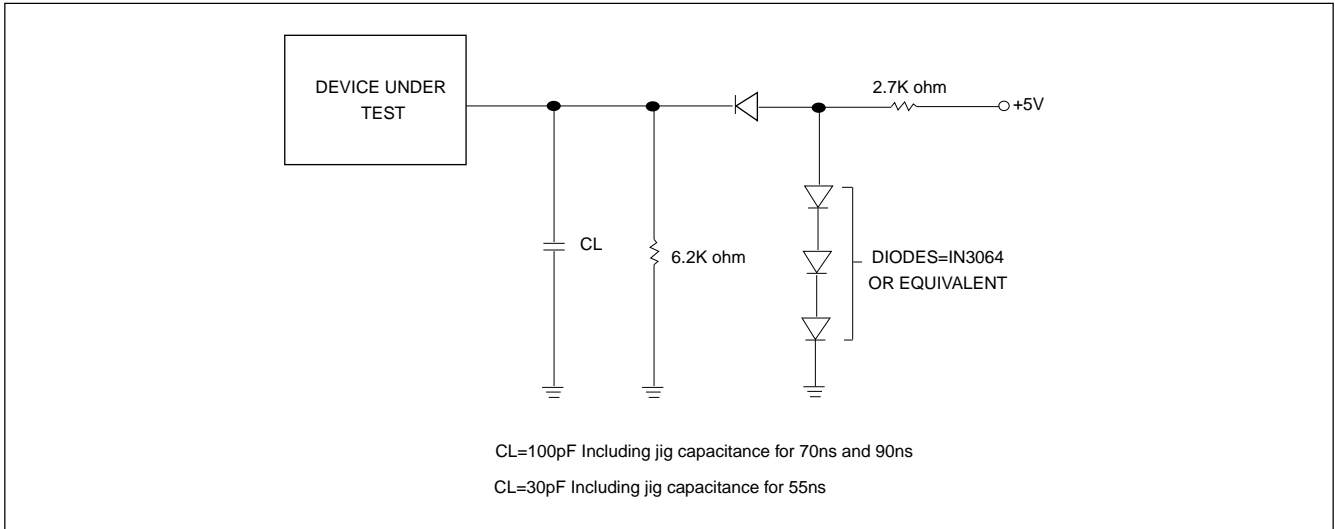 DEVICE UNDER
TEST
2.7K ohm
+5V
CL
6.2K ohm
DIODES=IN3064
OR EQUIVALENT
CL=100pF Including jig capacitance for 70ns and 90ns
CL=30pF Including jig capacitance for 55ns